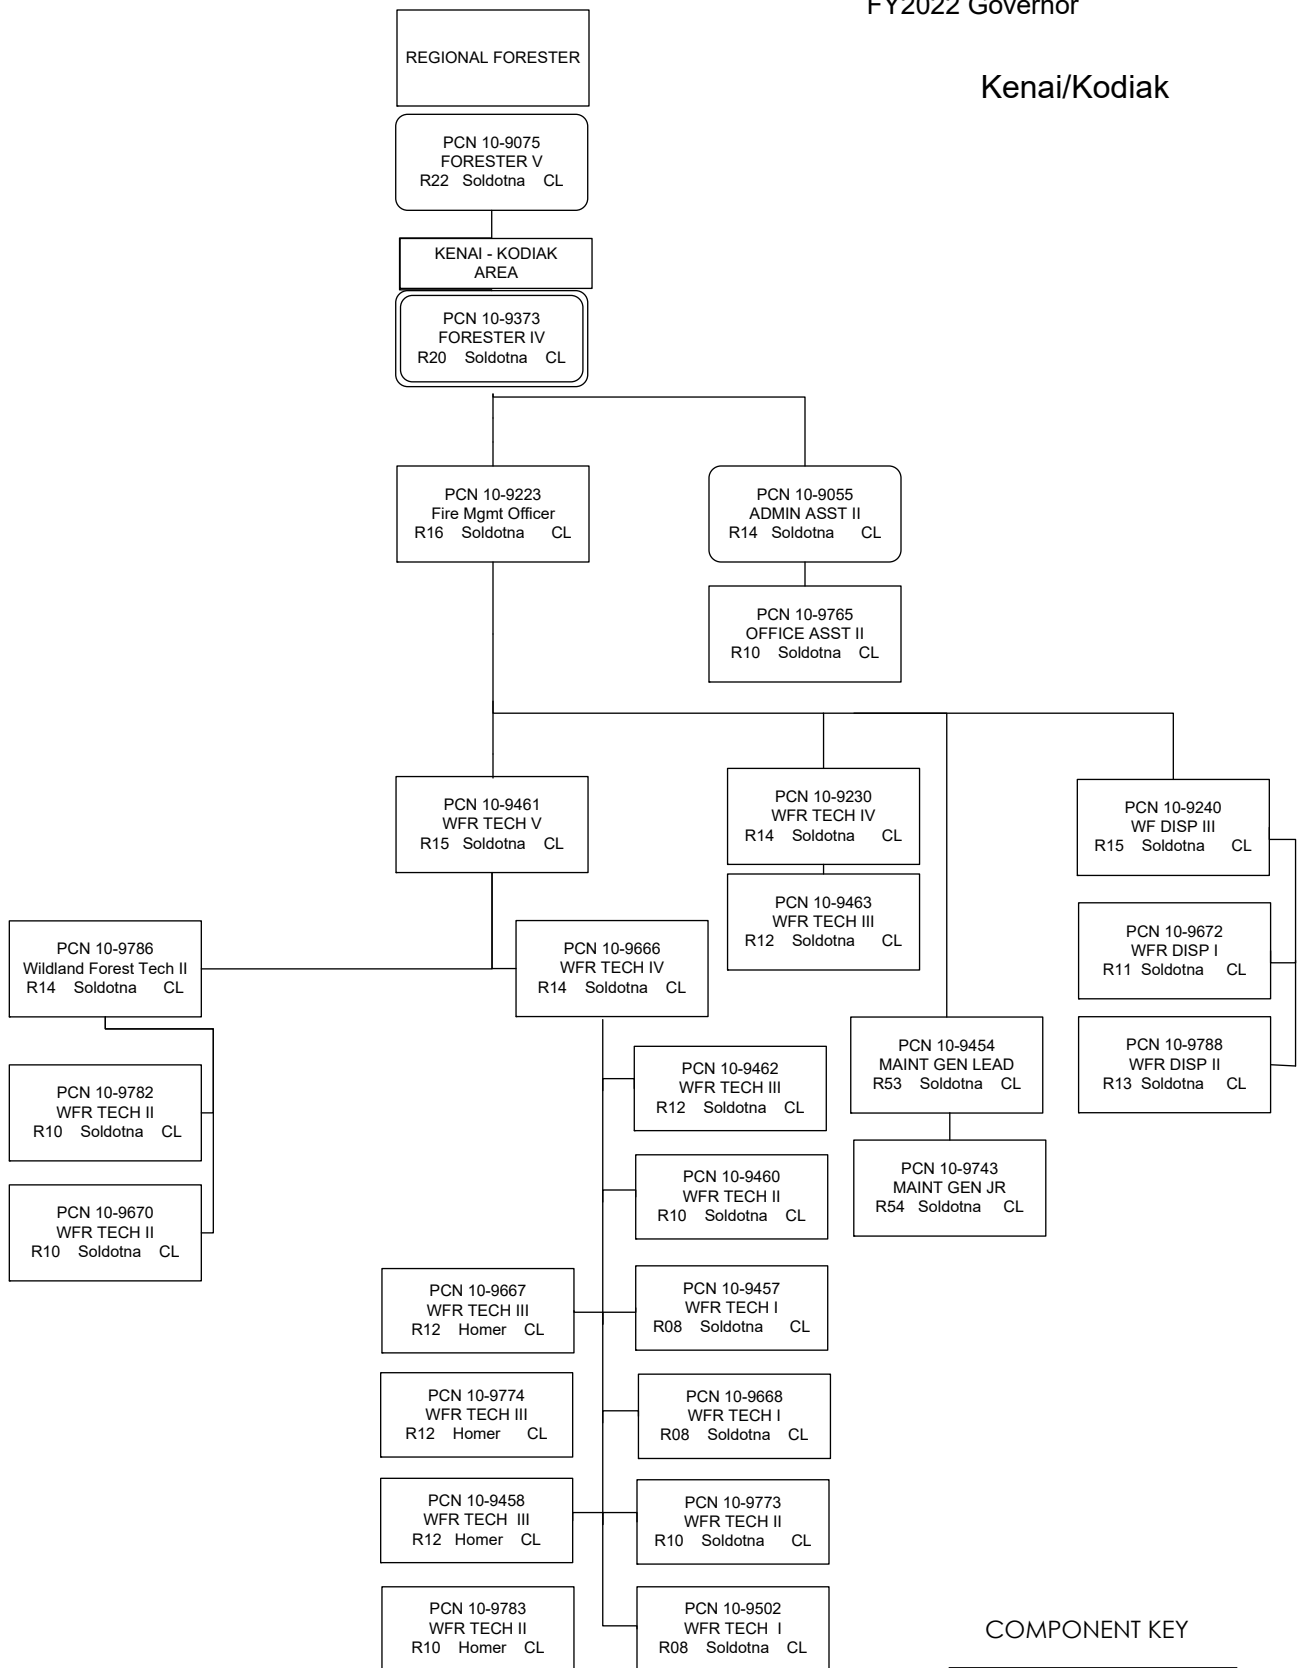 FY2022 Governor
Kenai/Kodiak
REGIONAL FORESTER
PCN 10-9075
FORESTER V
R22 Soldotna CL
KENAI - KODIAK
AREA
PCN 10-9373
FORESTER IV
R20 Soldotna CL
PCN 10-9223
Fire Mgmt Officer
R16 Soldotna CL
PCN 10-9055
ADMIN ASST II
R14 Soldotna CL
PCN 10-9765
OFFICE ASST II
R10 Soldotna CL
PCN 10-9461
WFR TECH V
R15 Soldotna CL
PCN 10-9230
WFR TECH IV
R14 Soldotna CL
PCN 10-9463
WFR TECH III
R12 Soldotna CL
PCN 10-9240
WF DISP III
R15 Soldotna CL
PCN 10-9672
WFR DISP I
R11 Soldotna CL
PCN 10-9788
WFR DISP II
R13 Soldotna CL
PCN 10-9786
Wildland Forest Tech II
R14 Soldotna CL
PCN 10-9666
WFR TECH IV
R14 Soldotna CL
PCN 10-9454
MAINT GEN LEAD
R53 Soldotna CL
PCN 10-9743
MAINT GEN JR
R54 Soldotna CL
PCN 10-9782
WFR TECH II
R10 Soldotna CL
PCN 10-9670
WFR TECH II
R10 Soldotna CL
PCN 10-9462
WFR TECH III
R12 Soldotna CL
PCN 10-9460
WFR TECH II
R10 Soldotna CL
PCN 10-9667
WFR TECH III
R12 Homer CL
PCN 10-9457
WFR TECH I
R08 Soldotna CL
PCN 10-9774
WFR TECH III
R12 Homer CL
PCN 10-9668
WFR TECH I
R08 Soldotna CL
PCN 10-9458
WFR TECH III
R12 Homer CL
PCN 10-9773
WFR TECH II
R10 Soldotna CL
PCN 10-9783
WFR TECH II
R10 Homer CL
PCN 10-9502
WFR TECH I
R08 Soldotna CL
COMPONENT KEY